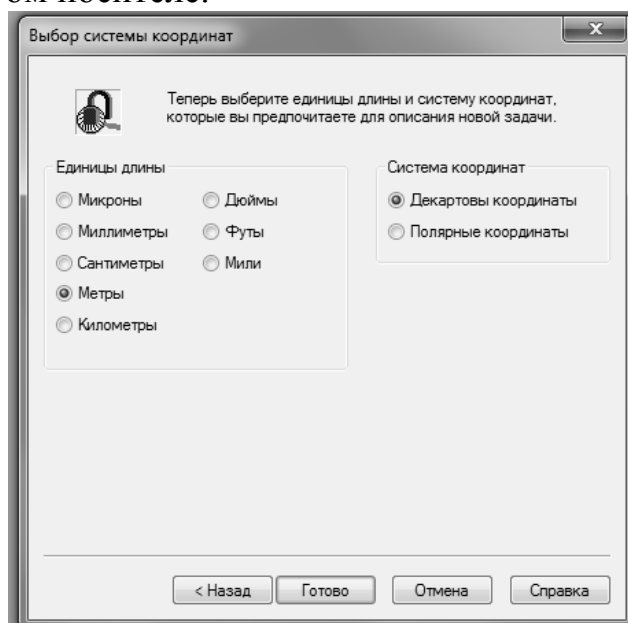 Выбор системы координат
Теперь выберите единицы длины и систему координат,
которые вы предпочитаете для описания новой задачи.
Единицы длины
Микроны
Дюймы
Миллиметры
Футы
Сантиметры
Мили
Метры
Километры
Система координат
Декартовы координаты
Полярные координаты
< Назад
Готово
Отмена
Справка